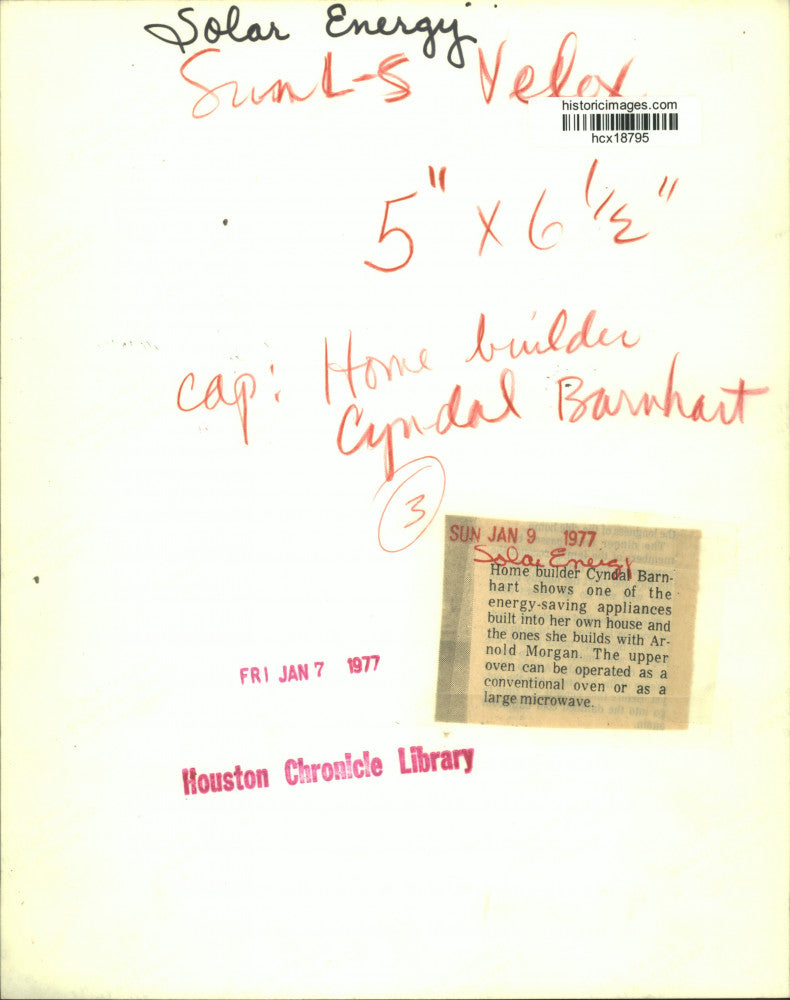 Solar Energy
Sun L-S Velox
historicimages.com
hcx18795
5" x 6 1/2"
cap: Home builder
Cyndal Barnhart
3
SUN JAN 9 1977
Solar Energy
Home builder Cyndal Barn-
hart shows one of the
energy-saving appliances
built into her own house and
the ones she builds with Ar-
nold Morgan. The upper
oven can be operated as a
conventional oven or as a
large microwave.
FRI JAN 7 1977
Houston Chronicle Library